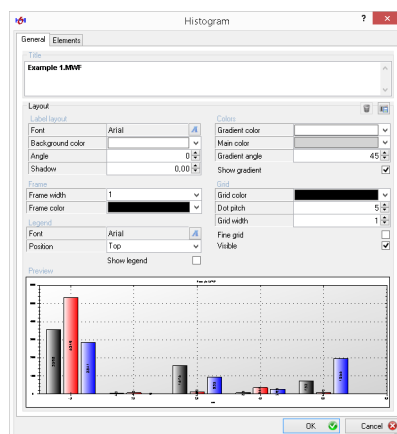 Histogram
?
General Elements
Title
Example 1.MWF
Layout
Label layout
Font Arial A
Background color
Angle 0
Shadow 0,00
Frame
Frame width 1
Frame color
Legend
Font Arial A
Position Top
Show legend
Colors
Gradient color
Main color
Gradient angle 45
Show gradient
Grid
Grid color
Dot pitch 5
Grid width 1
Fine grid
Visible
Preview
OK Cancel